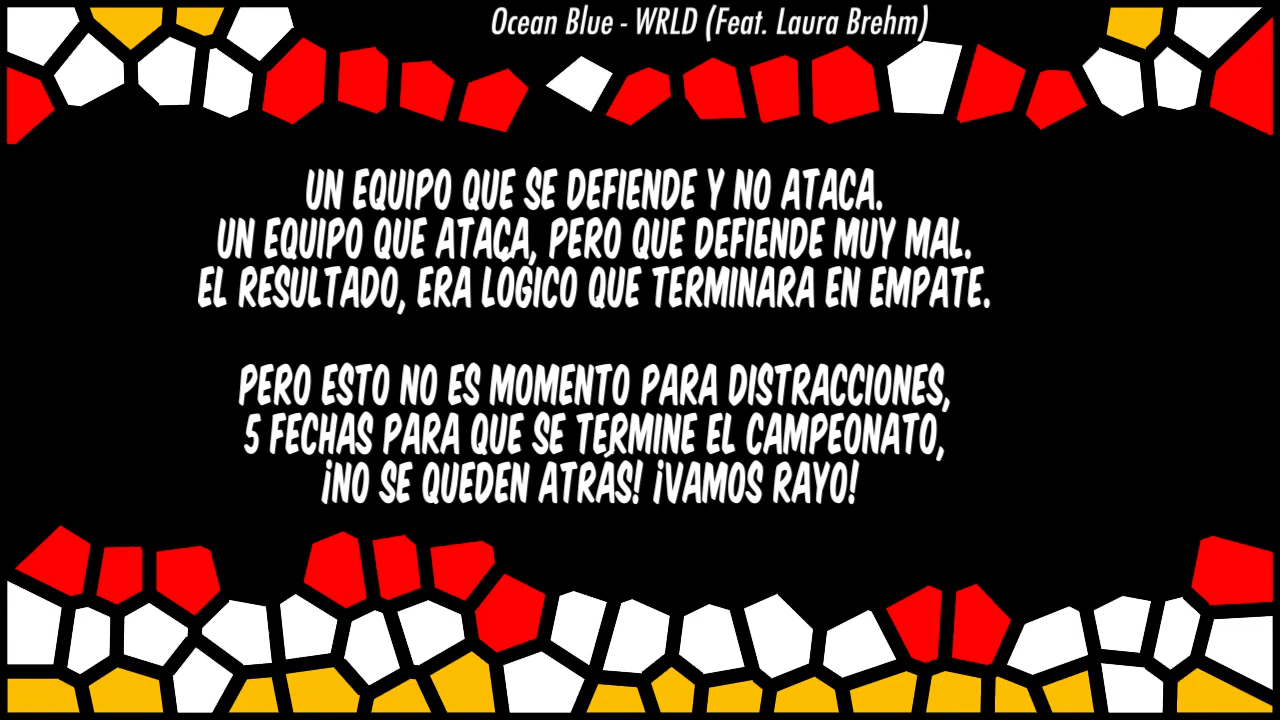 Ocean Blue - WRLD (Feat. Laura Brehm)
UN EQUIPO QUE SE DEFIENDE Y NO ATACA.
UN EQUIPO QUE ATACA, PERO QUE DEFIENDE MUY MAL.
EL RESULTADO, ERA LÓGICO QUE TERMINARA EN EMPATE.
PERO ESTO NO ES MOMENTO PARA DISTRACCIONES,
5 FECHAS PARA QUE SE TERMINE EL CAMPEONATO,
¡NO SE QUEDEN ATRÁS! ¡VAMOS RAYO!